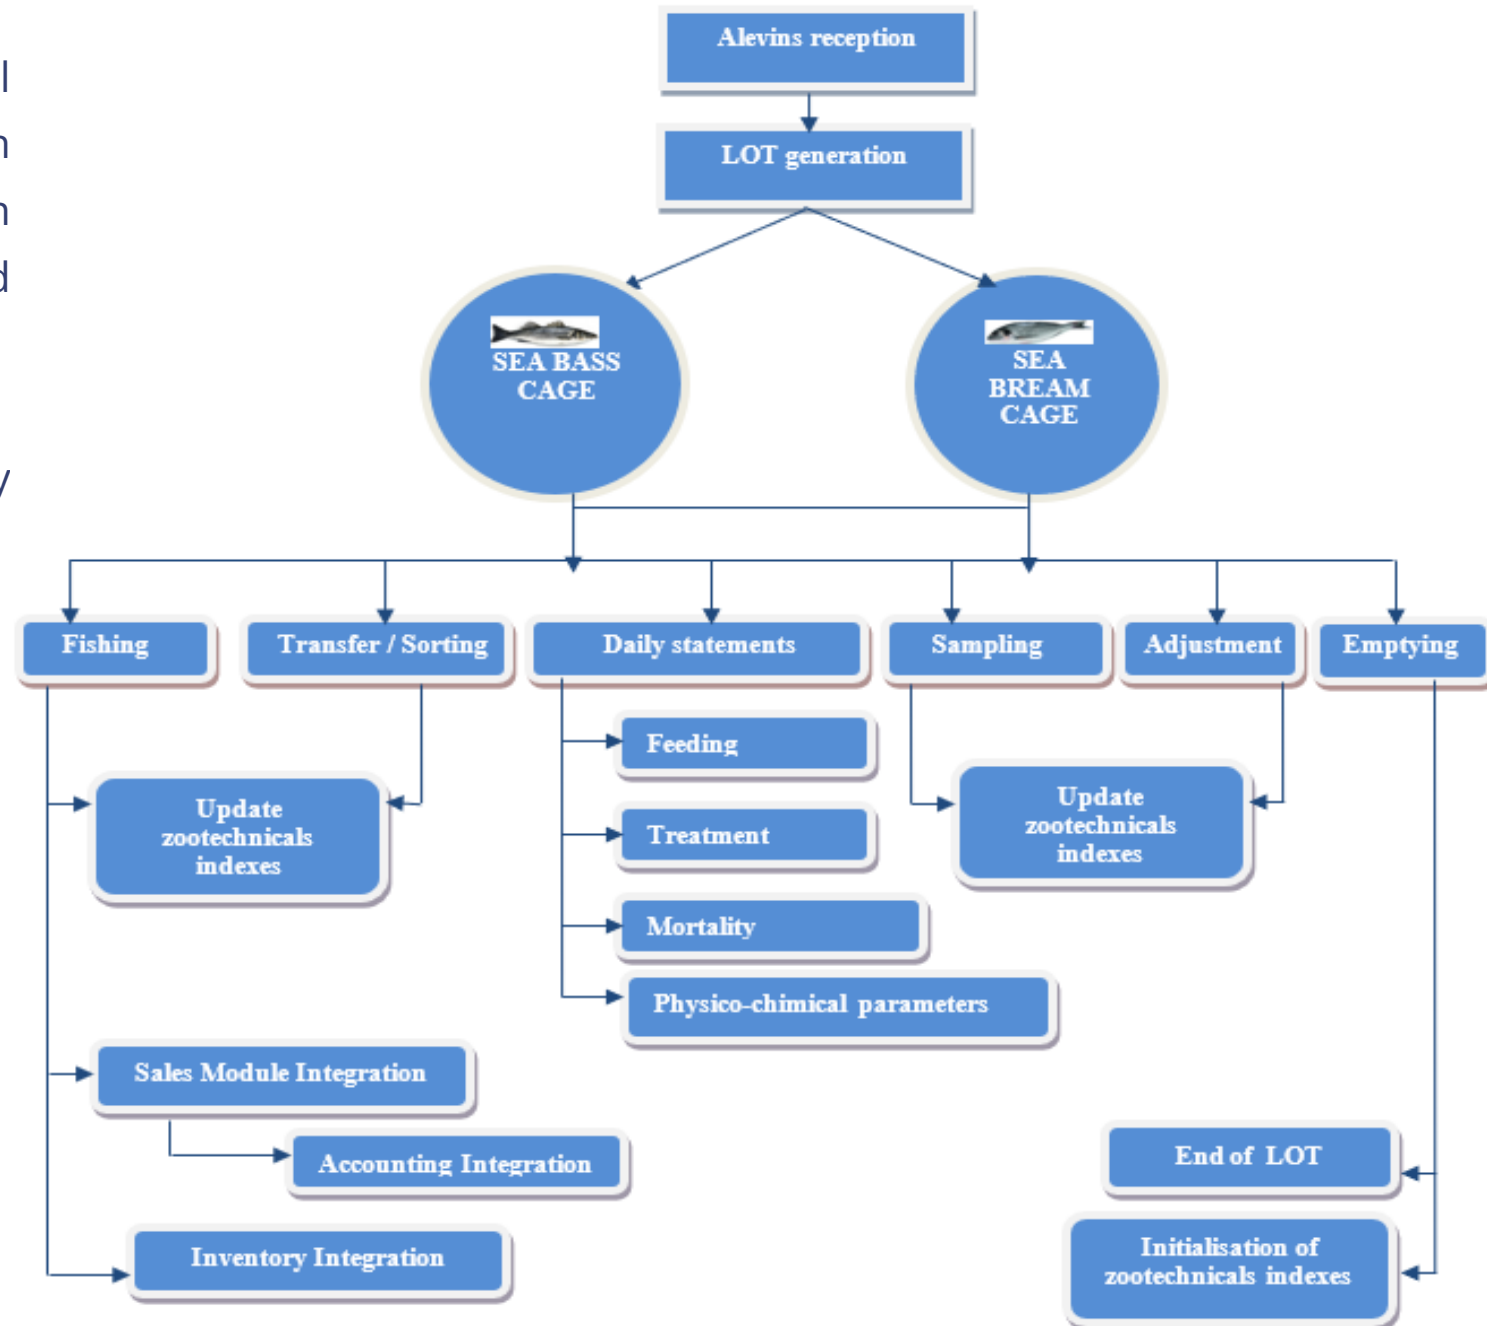 Alevins reception
LOT generation
SEA BASS
CAGE
SEA
BREAM
CAGE
Fishing
Transfer / Sorting
Daily statements
Sampling
Adjustment
Emptying
Feeding
Treatment
Mortality
Physico-chimical parameters
Update
zootechnicals
indexes
Update
zootechnicals
indexes
Sales Module Integration
Accounting Integration
Inventory Integration
End of LOT
Initialisation of
zootechnicals indexes